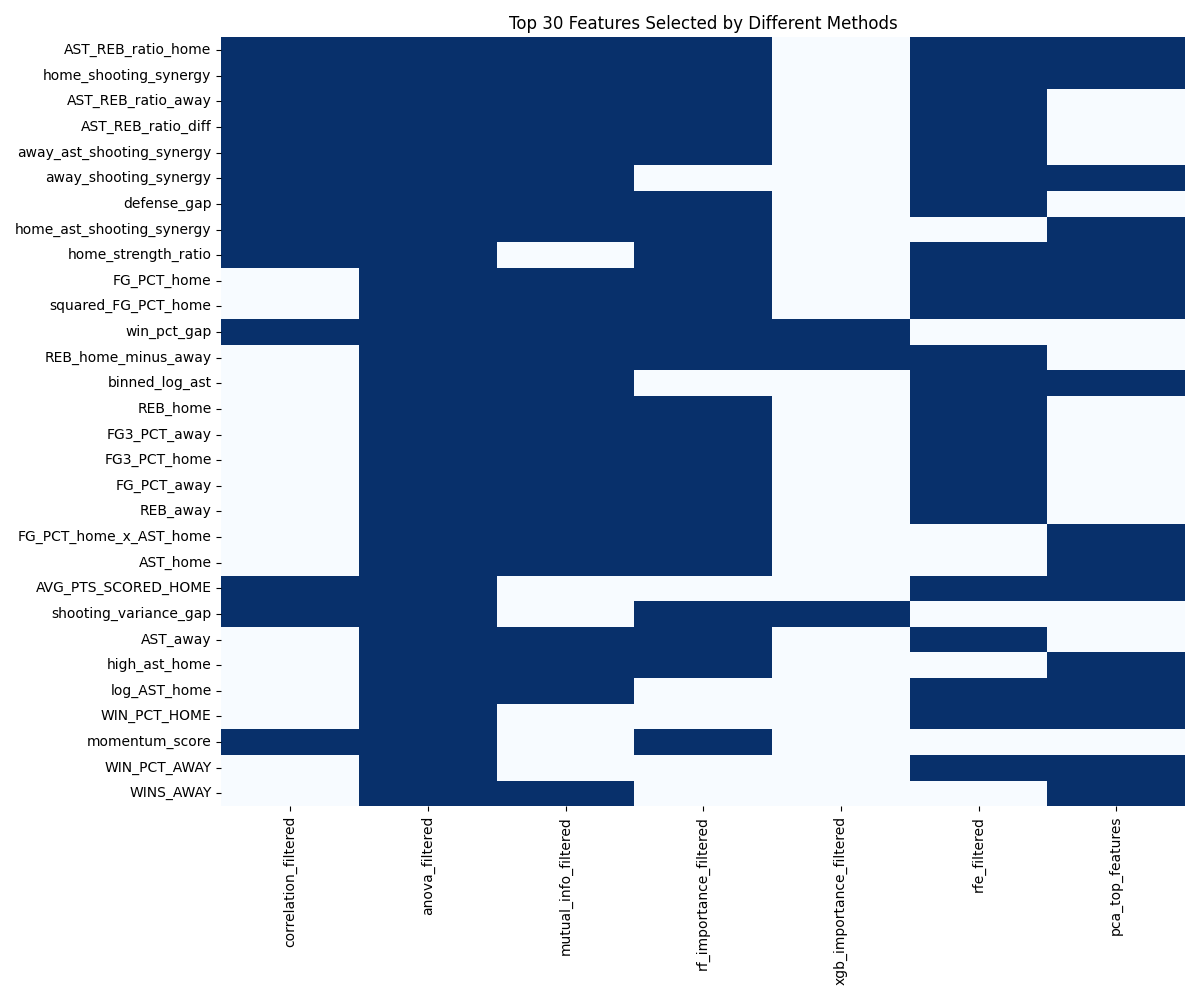 Top 30 Features Selected by Different Methods
AST_REB_ratio_home
home_shooting_synergy
AST_REB_ratio_away
AST_REB_ratio_diff
away_ast_shooting_synergy
away_shooting_synergy
defense_gap
home_ast_shooting_synergy
home_strength_ratio
FG_PCT_home
squared_FG_PCT_home
win_pct_gap
REB_home_minus_away
binned_log_ast
REB_home
FG3_PCT_away
FG3_PCT_home
FG_PCT_away
REB_away
FG_PCT_home_x_AST_home
AST_home
AVG_PTS_SCORED_HOME
shooting_variance_gap
AST_away
high_ast_home
log_AST_home
WIN_PCT_HOME
momentum_score
WIN_PCT_AWAY
WINS_AWAY
correlation_filtered
anova_filtered
mutual_info_filtered
rf_importance_filtered
xgb_importance_filtered
rfe_filtered
pca_top_features